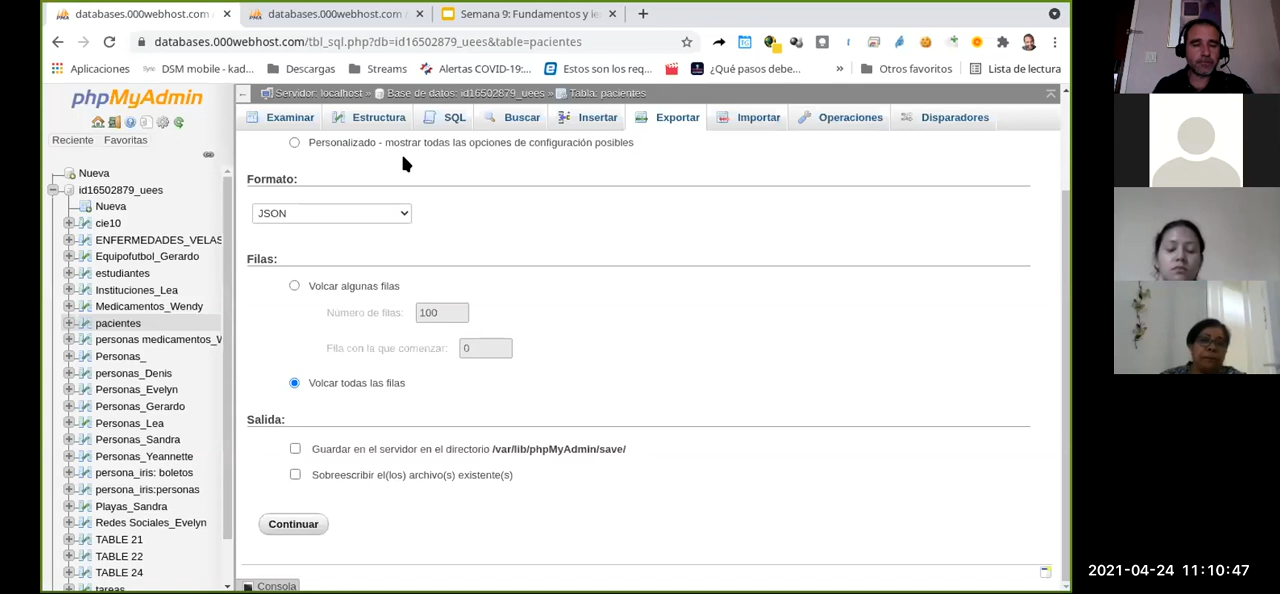 databases.000webhost.com
databases.000webhost.com
Semana 9: Fundamentos y
databases.000webhost.com/tbl_sql.php?db=id16502879_uees&table=pacientes
Aplicaciones
DSM mobile - kad...
Descargas
Streams
Alertas COVID-19:...
Estos son los req...
¿Qué pasos debe...
»
Otros favoritos
Lista de lectura
phpMyAdmin
Reciente Favoritas
Nueva
id16502879_uees
Nueva
cie10
ENFERMEDADES_VELAS
Equipofutbol_Gerardo
estudiantes
Instituciones_Lea
Medicamentos_Wendy
pacientes
personas medicamentos_W
Personas_
personas_Denis
Personas_Evelyn
Personas_Gerardo
Personas_Lea
Personas_Sandra
Personas_Yeannette
persona_iris: boletos
persona_iris:personas
Playas_Sandra
Redes Sociales_Evelyn
TABLE 21
TABLE 22
TABLE 24
tareas
Servidor: localhost » Base de datos: id16502879_uees » Tabla: pacientes
Examinar Estructura SQL Buscar Insertar Exportar Importar Operaciones Disparadores
Personalizado - mostrar todas las opciones de configuración posibles
Formato:
JSON
Filas:
Volcar algunas filas
Número de filas: 100
Fila con la que comenzar: 0
Volcar todas las filas
Salida:
Guardar en el servidor en el directorio /var/lib/phpMyAdmin/save/
Sobreescribir el(los) archivo(s) existente(s)
Continuar
Consola
2021-04-24 11:10:47